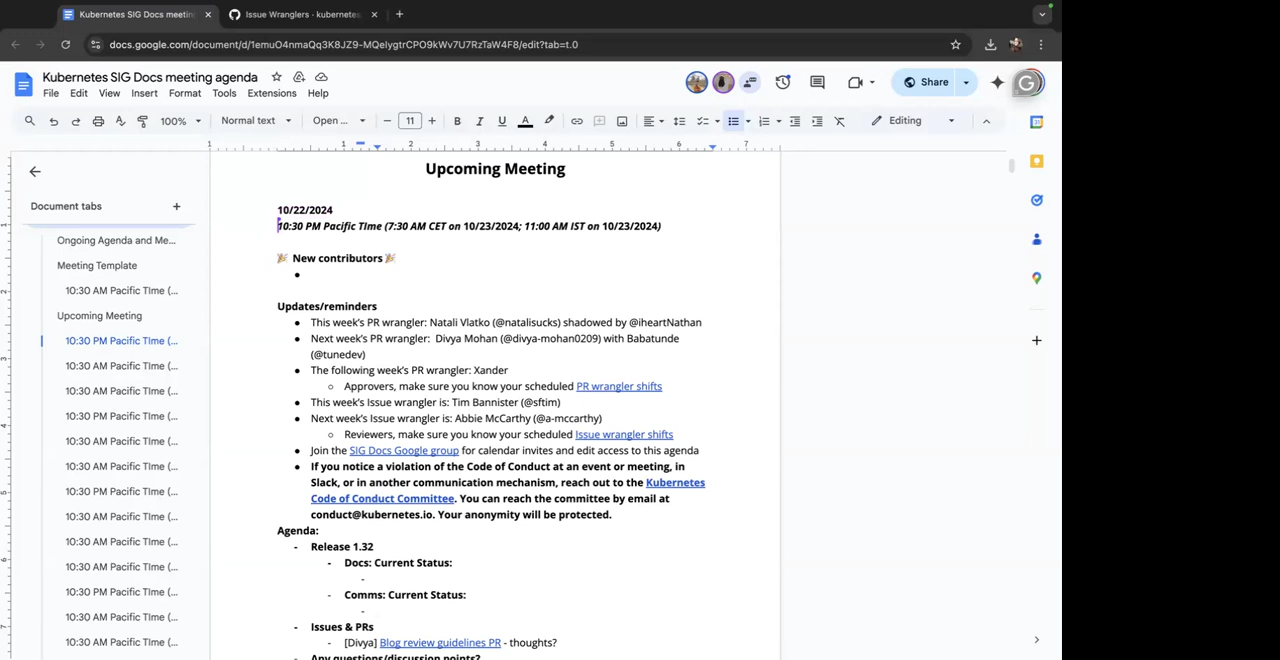 Kubernetes SIG Docs meetin
Issue Wranglers · kubernete
docs.google.com/document/d/1emuO4nmaQq3K8JZ9-MQelygtrCPO9kWv7U7RzTaW4F8/edit?tab=t.0
Kubernetes SIG Docs meeting agenda
File Edit View Insert Format Tools Extensions Help
Share
100% Normal text Open ... 11 Editing
1 1 2 3 4 5 6 7
Document tabs
Ongoing Agenda and Me...
Meeting Template
10:30 AM Pacific TIme (...
Upcoming Meeting
10:30 PM Pacific TIme (...
10:30 AM Pacific TIme (...
10:30 AM Pacific TIme (...
10:30 PM Pacific TIme (...
10:30 AM Pacific TIme (...
10:30 AM Pacific TIme (...
10:30 PM Pacific TIme (...
10:30 AM Pacific TIme (...
10:30 AM Pacific TIme (...
10:30 AM Pacific TIme (...
10:30 PM Pacific TIme (...
10:30 AM Pacific TIme (...
10:30 AM Pacific TIme (...
Upcoming Meeting
10/22/2024
10:30 PM Pacific TIme (7:30 AM CET on 10/23/2024; 11:00 AM IST on 10/23/2024)
🎉 New contributors 🎉
Updates/reminders
● This week's PR wrangler: Natali Vlatko (@natalisucks) shadowed by @iheartNathan
● Next week's PR wrangler: Divya Mohan (@divya-mohan0209) with Babatunde
(@tunedev)
● The following week's PR wrangler: Xander
○ Approvers, make sure you know your scheduled PR wrangler shifts
● This week's Issue wrangler is: Tim Bannister (@sftim)
● Next week's Issue wrangler is: Abbie McCarthy (@a-mccarthy)
○ Reviewers, make sure you know your scheduled Issue wrangler shifts
● Join the SIG Docs Google group for calendar invites and edit access to this agenda
● If you notice a violation of the Code of Conduct at an event or meeting, in
Slack, or in another communication mechanism, reach out to the Kubernetes
Code of Conduct Committee. You can reach the committee by email at
conduct@kubernetes.io. Your anonymity will be protected.
Agenda:
- Release 1.32
- Docs: Current Status:
-
- Comms: Current Status:
-
- Issues & PRs
- [Divya] Blog review guidelines PR - thoughts?
- Any questions/discussion points?